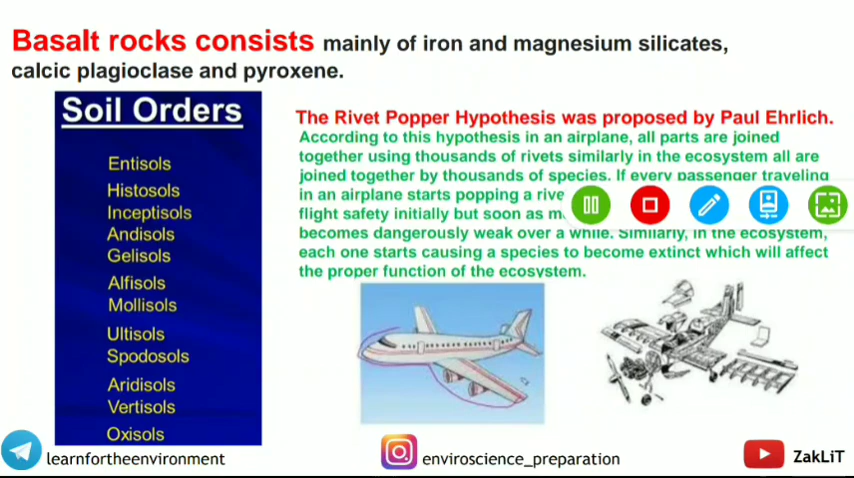 Basalt rocks consists mainly of iron and magnesium silicates,
calcic plagioclase and pyroxene.
Soil Orders
Entisols
Histosols
Inceptisols
Andisols
Gelisols
Alfisols
Mollisols
Ultisols
Spodosols
Aridisols
Vertisols
Oxisols
The Rivet Popper Hypothesis was proposed by Paul Ehrlich.
According to this hypothesis in an airplane, all parts are joined
together using thousands of rivets similarly in the ecosystem all are
joined together by thousands of species. If every passenger traveling
in an airplane starts popping a
flight safety initially but soon as
becomes dangerously weak over a while. Similarly, in the ecosystem,
each one starts causing a species to become extinct which will affect
the proper function of the ecosystem.
learnfortheenvironment
enviroscience_preparation
ZakLiT